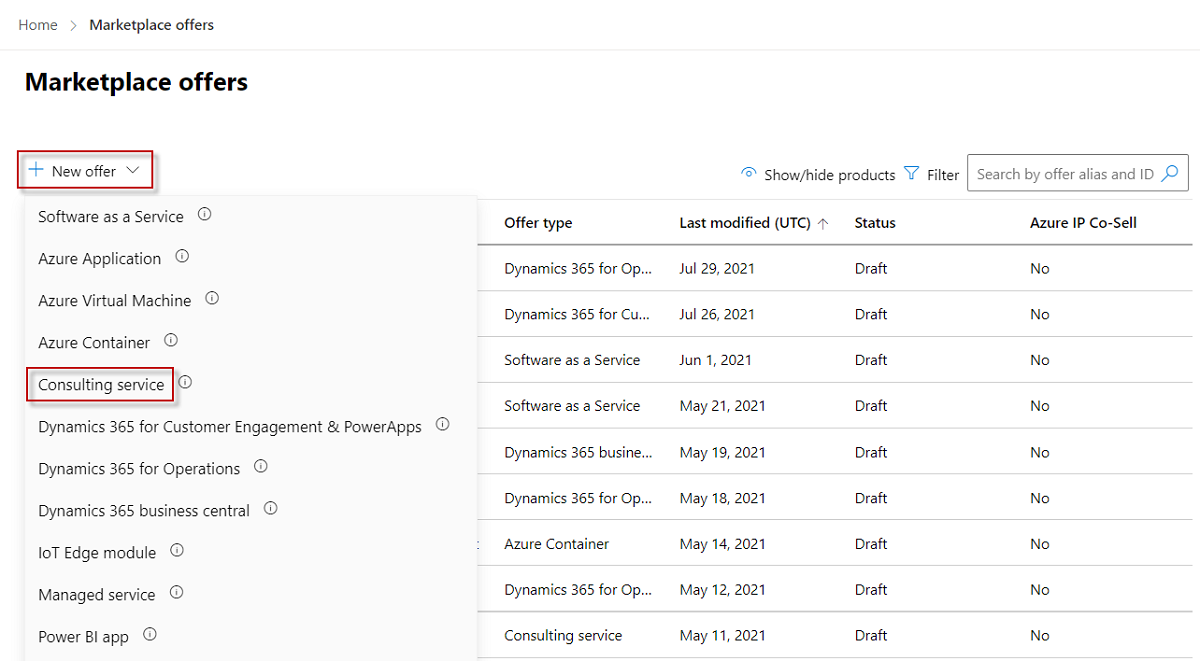 Home > Marketplace offers
Marketplace offers
+ New offer
Show/hide products
Filter
Search by offer alias and ID
Software as a Service
Azure Application
Azure Virtual Machine
Azure Container
Consulting service
Dynamics 365 for Customer Engagement & PowerApps
Dynamics 365 for Operations
Dynamics 365 business central
IoT Edge module
Managed service
Power BI app
Offer type Last modified (UTC) ↑ Status Azure IP Co-Sell
Dynamics 365 for Op... Jul 29, 2021 Draft No
Dynamics 365 for Cu... Jul 26, 2021 Draft No
Software as a Service Jun 1, 2021 Draft No
Software as a Service May 21, 2021 Draft No
Dynamics 365 busine... May 19, 2021 Draft No
Dynamics 365 for Op... May 18, 2021 Draft No
Azure Container May 14, 2021 Draft No
Dynamics 365 for Op... May 12, 2021 Draft No
Consulting service May 11, 2021 Draft No